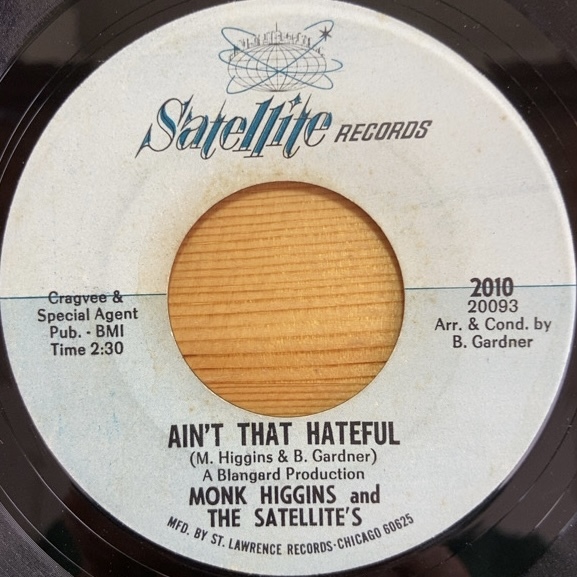 Satellite RECORDS
Cragvee &
Special Agent
Pub. - BMI
Time 2:30
2010
20093
Arr. & Cond. by
B. Gardner
AIN'T THAT HATEFUL
(M. Higgins & B. Gardner)
A Blangard Production
MONK HIGGINS and
THE SATELLITE'S
MFD. BY ST. LAWRENCE RECORDS-CHICAGO 60625